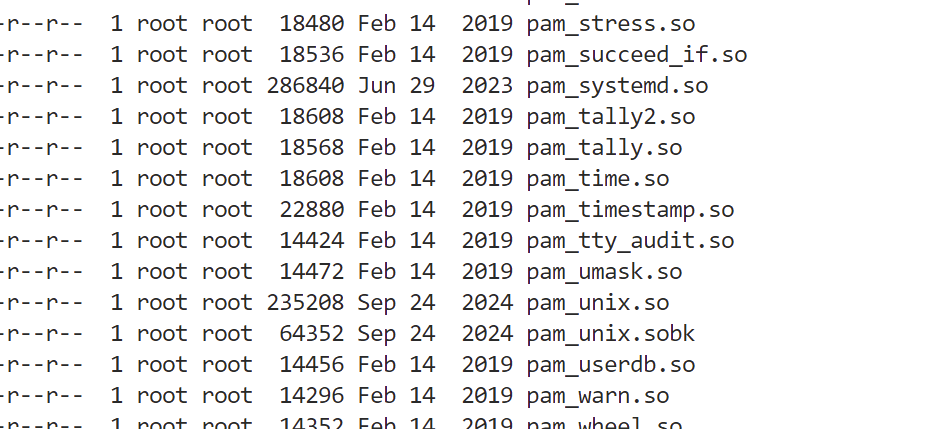 -r--r--  1 root root  18480 Feb 14  2019 pam_stress.so
-r--r--  1 root root  18536 Feb 14  2019 pam_succeed_if.so
-r--r--  1 root root 286840 Jun 29  2023 pam_systemd.so
-r--r--  1 root root  18608 Feb 14  2019 pam_tally2.so
-r--r--  1 root root  18568 Feb 14  2019 pam_tally.so
-r--r--  1 root root  18608 Feb 14  2019 pam_time.so
-r--r--  1 root root  22880 Feb 14  2019 pam_timestamp.so
-r--r--  1 root root  14424 Feb 14  2019 pam_tty_audit.so
-r--r--  1 root root  14472 Feb 14  2019 pam_umask.so
-r--r--  1 root root 235208 Sep 24  2024 pam_unix.so
-r--r--  1 root root  64352 Sep 24  2024 pam_unix.sobk
-r--r--  1 root root  14456 Feb 14  2019 pam_userdb.so
-r--r--  1 root root  14296 Feb 14  2019 pam_warn.so
-r--r--  1 root root  14352 Feb 14  2019 pam_wheel.so